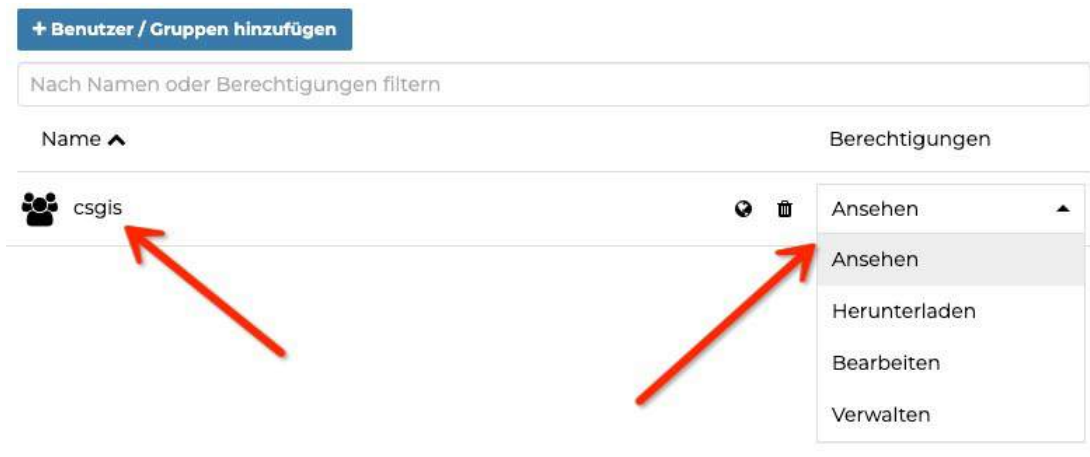 + Benutzer / Gruppen hinzufügen
Nach Namen oder Berechtigungen filtern
Name Berechtigungen
csgis Ansehen
Ansehen
Herunterladen
Bearbeiten
Verwalten